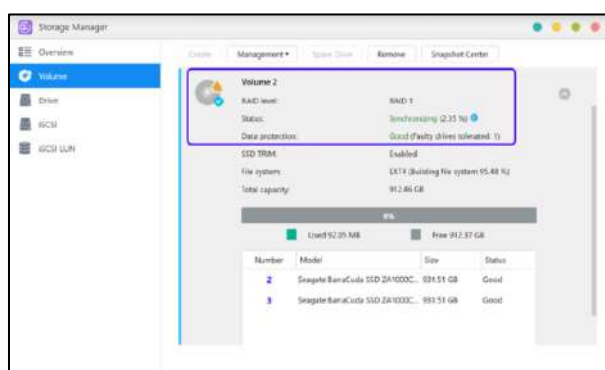 Storage Manager
Overview
Create
Management
Spare Drive
Remove
Snapshot Center
Volume
Volume 2
Drive
RAID level: RAID 1
iSCSI
Status: Synchronizing (2.35 %)
iSCSI LUN
Data protection: Good (Faulty drives tolerated: 1)
SSD TRIM: Enabled
File system: EXT4 (Building file system 95.48 %)
Total capacity: 912.46 GB
0%
Used 92.05 MB
Free 912.37 GB
Number Model Size Status
2 Seagate BarraCuda SSD ZA1000C... 931.51 GB Good
3 Seagate BarraCuda SSD ZA1000C... 931.51 GB Good